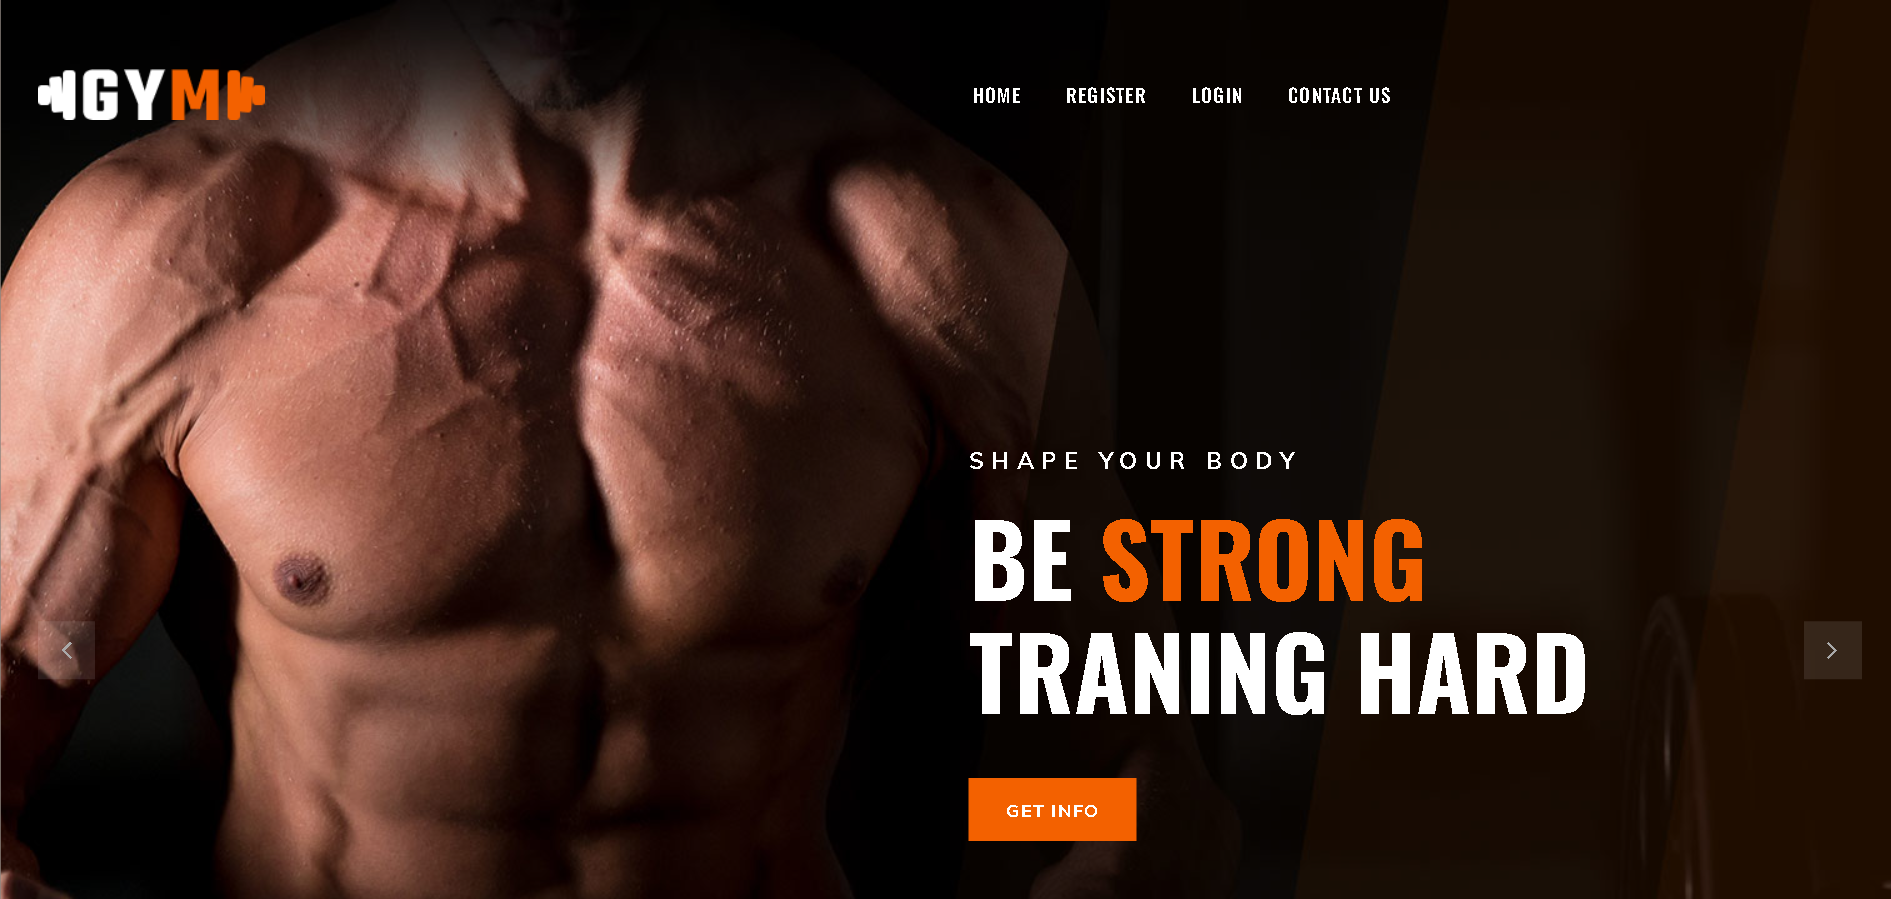 GYM
HOME REGISTER LOGIN CONTACT US
SHAPE YOUR BODY
BE STRONG
TRANING HARD
GET INFO